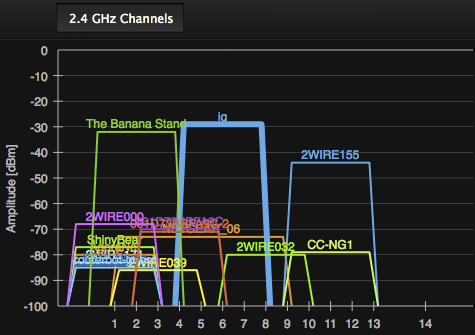 2.4 GHz Channels
0
-10
-20
-30
-40
-50
-60
-70
-80
-90
-100
Amplitude [dBm]
The Banana Stand
ig
2WIRE155
2WIRE000
06
ShinyBea
2WIRE032
CC-NG1
2WIRE039
1 2 3 4 5 6 7 8 9 10 11 12 13 14